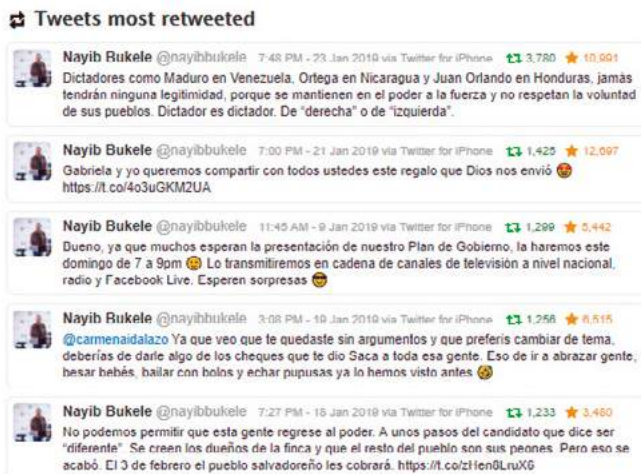 Tweets most retweeted
Nayib Bukele @nayibbukele 7:48 PM - 23 Jan 2019 via Twitter for iPhone 3,780 10,991
Dictadores como Maduro en Venezuela, Ortega en Nicaragua y Juan Orlando en Honduras, jamás
tendrán ninguna legitimidad, porque se mantienen en el poder a la fuerza y no respetan la voluntad
de sus pueblos. Dictador es dictador. De “derecha” o de “izquierda”.
Nayib Bukele @nayibbukele 7:00 PM - 21 Jan 2019 via Twitter for iPhone 1,425 12,697
Gabriela y yo queremos compartir con todos ustedes este regalo que Dios nos envió 😍
https://t.co/4o3uGKM2UA
Nayib Bukele @nayibbukele 11:45 AM - 9 Jan 2019 via Twitter for iPhone 1,299 5,442
Bueno, ya que muchos esperan la presentación de nuestro Plan de Gobierno, la haremos este
domingo de 7 a 9pm Lo transmitiremos en cadena de canales de televisión a nivel nacional,
radio y Facebook Live. Esperen sorpresas 😎
Nayib Bukele @nayibbukele 3:08 PM - 19 Jan 2019 via Twitter for iPhone 1,256 6,515
@carmenaidalazo Ya que veo que te quedaste sin argumentos y que preferís cambiar de tema,
deberías de darle algo de los cheques que te dio Saca a toda esa gente. Eso de ir a abrazar gente,
besar bebés, bailar con bolos y echar pupusas ya lo hemos visto antes
Nayib Bukele @nayibbukele 7:27 PM - 18 Jan 2019 via Twitter for iPhone 1,233 3,480
No podemos permitir que esta gente regrese al poder. A unos pasos del candidato que dice ser
“diferente”. Se creen los dueños de la finca y que el resto del pueblo son sus peones. Pero eso se
acabó. El 3 de febrero el pueblo salvadoreño les cobrará. https://t.co/zHen8LruX6